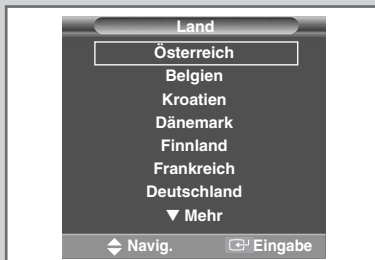 Land
Österreich
Belgien
Kroatien
Dänemark
Finnland
Frankreich
Deutschland
▼ Mehr
Navig. Eingabe